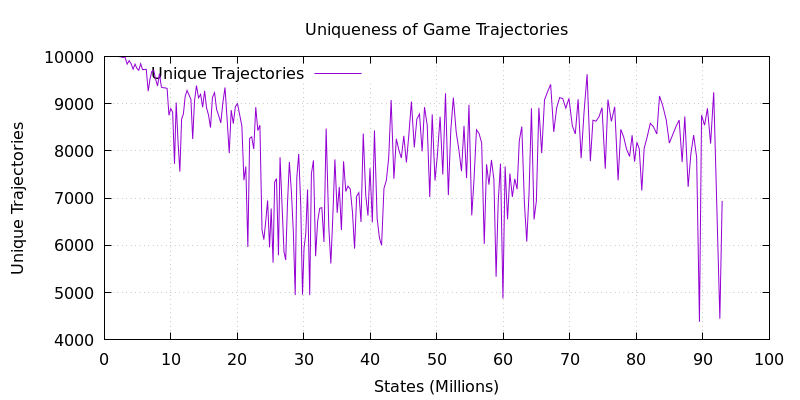 Uniqueness of Game Trajectories
Unique Trajectories
10000
9000
8000
7000
6000
5000
4000
Unique Trajectories
0 10 20 30 40 50 60 70 80 90 100
States (Millions)